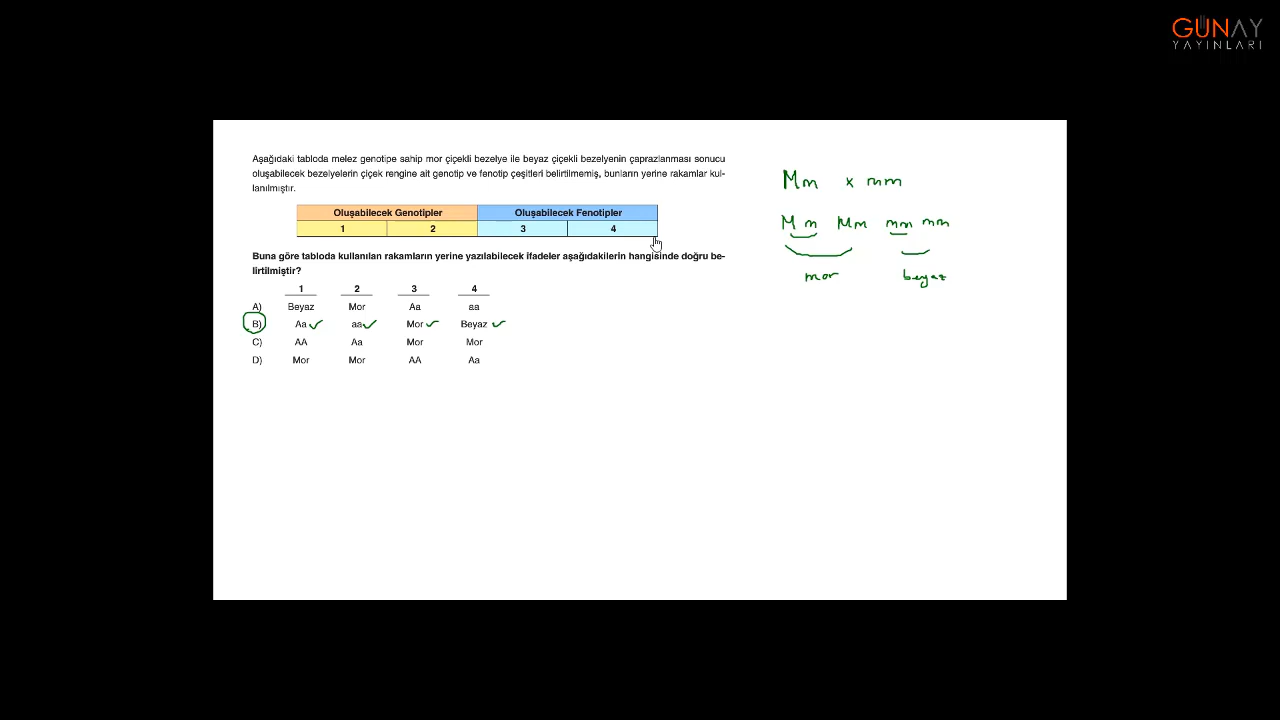 GÜNAY
YAYINLARI
Aşağıdaki tabloda melez genotipe sahip mor çiçekli bezelye ile beyaz çiçekli bezelyenin çaprazlanması sonucu
oluşabilecek bezelyelerin çiçek rengine ait genotip ve fenotip çeşitleri belirtilmemiş, bunların yerine rakamlar kul-
lanılmıştır.
Oluşabilecek Genotipler Oluşabilecek Fenotipler
1 2 3 4
Buna göre tabloda kullanılan rakamların yerine yazılabilecek ifadeler aşağıdakilerin hangisinde doğru be-
lirtilmiştir?
1 2 3 4
A) Beyaz Mor Aa aa
B) Aa ✓ aa ✓ Mor ✓ Beyaz ✓
C) AA Aa Mor Mor
D) Mor Mor AA Aa
Mm x mm
Mm Mm mm mm
mor beyaz